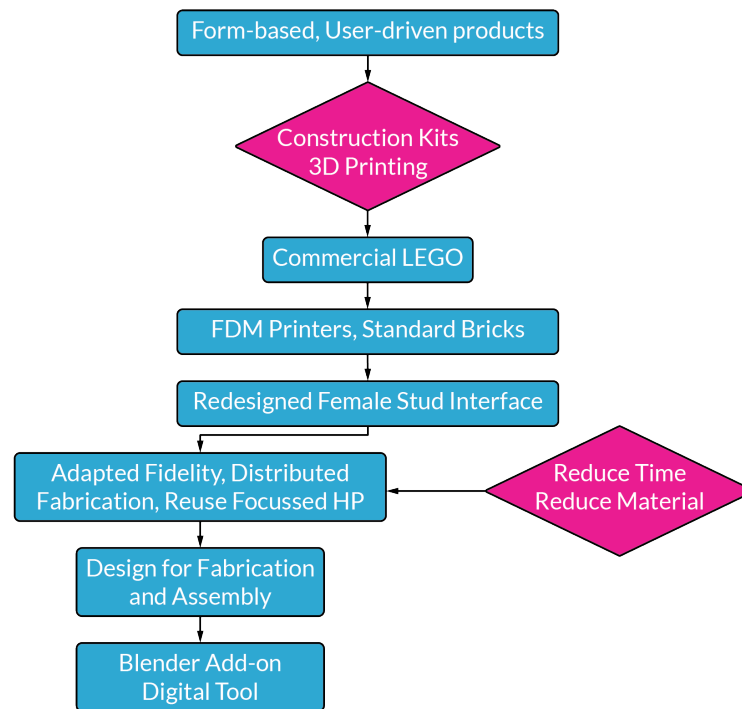 Form-based, User-driven products
Construction Kits
3D Printing
Commercial LEGO
FDM Printers, Standard Bricks
Redesigned Female Stud Interface
Adapted Fidelity, Distributed
Fabrication, Reuse Focussed HP
Reduce Time
Reduce Material
Design for Fabrication
and Assembly
Blender Add-on
Digital Tool